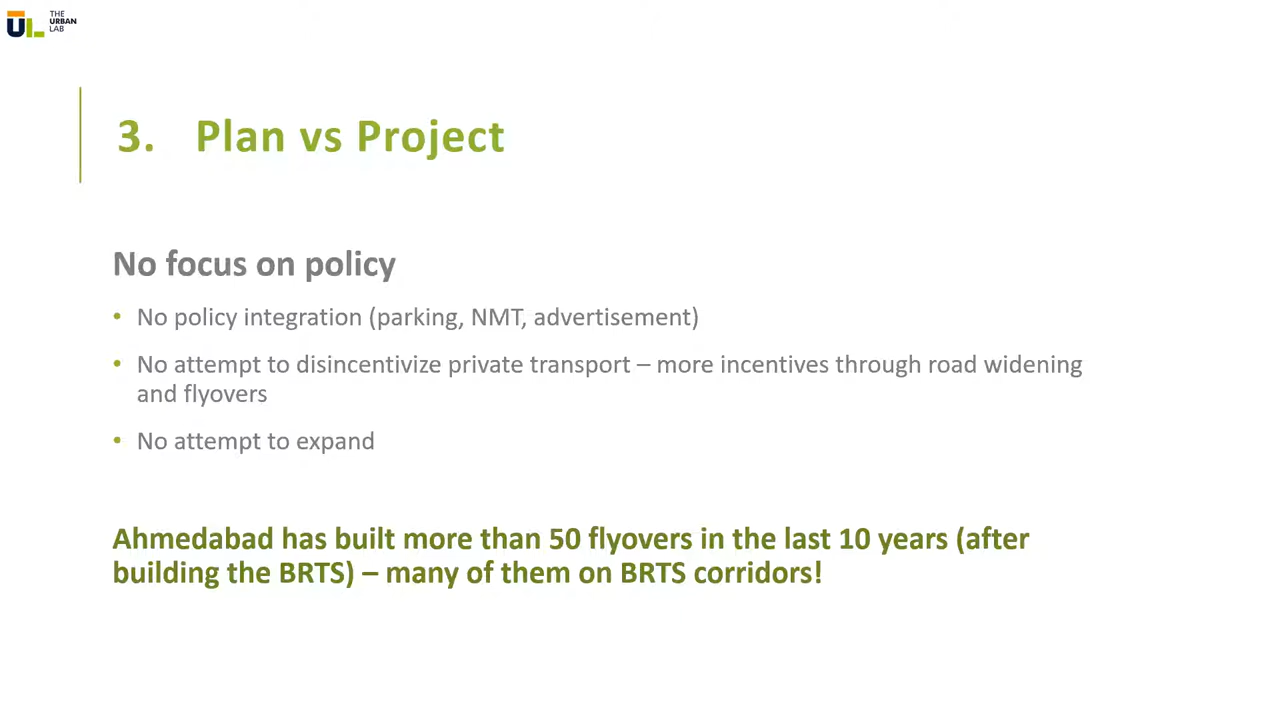 UL THE
URBAN
LAB
3. Plan vs Project
No focus on policy
• No policy integration (parking, NMT, advertisement)
• No attempt to disincentivize private transport – more incentives through road widening
and flyovers
• No attempt to expand
Ahmedabad has built more than 50 flyovers in the last 10 years (after
building the BRTS) – many of them on BRTS corridors!